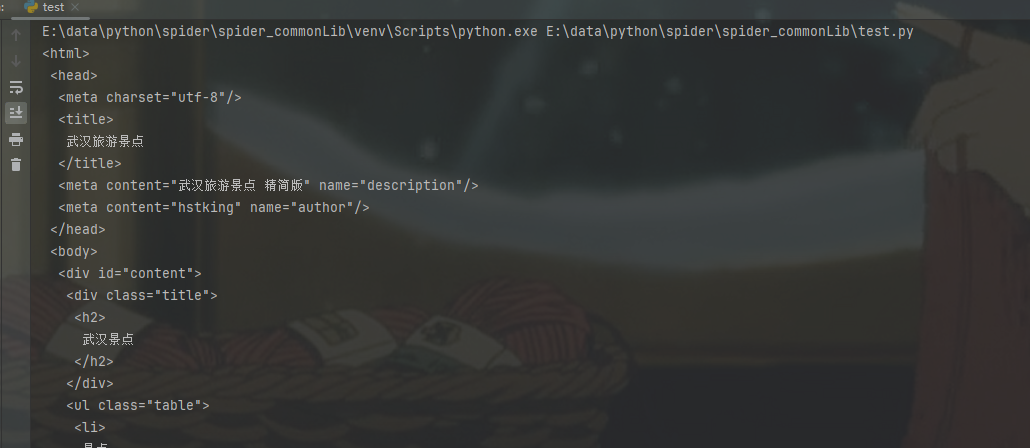 test
E:\data\python\spider\spider_commonLib\venv\Scripts\python.exe E:\data\python\spider\spider_commonLib\test.py
<html>
<head>
<meta charset="utf-8"/>
<title>
武汉旅游景点
</title>
<meta content="武汉旅游景点 精简版" name="description"/>
<meta content="hstking" name="author"/>
</head>
<body>
<div id="content">
<div class="title">
<h2>
武汉景点
</h2>
</div>
<ul class="table">
<li>
景点